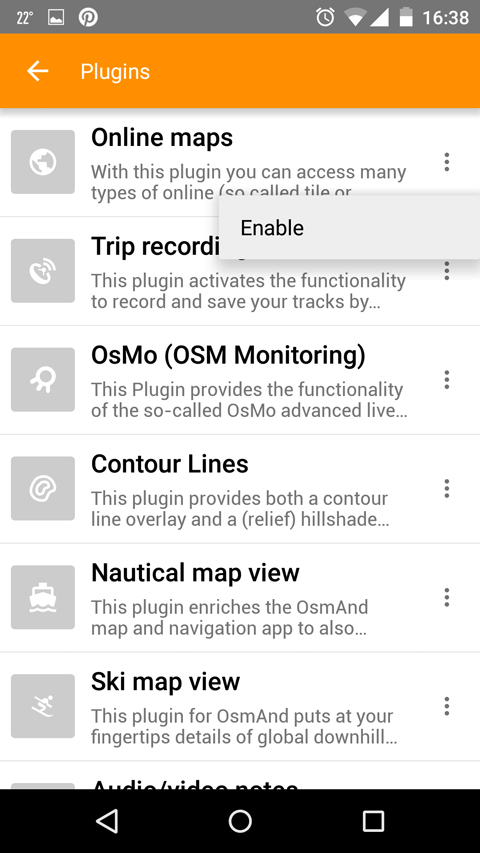 22°
16:38
Plugins
Online maps
With this plugin you can access many
types of online (so called tile or
Enable
Trip recording
This plugin activates the functionality
to record and save your tracks by...
OsMo (OSM Monitoring)
This Plugin provides the functionality
of the so-called OsMo advanced live...
Contour Lines
This plugin provides both a contour
line overlay and a (relief) hillshade...
Nautical map view
This plugin enriches the OsmAnd
map and navigation app to also...
Ski map view
This plugin for OsmAnd puts at your
fingertips details of global downhill...
Audio/video notes